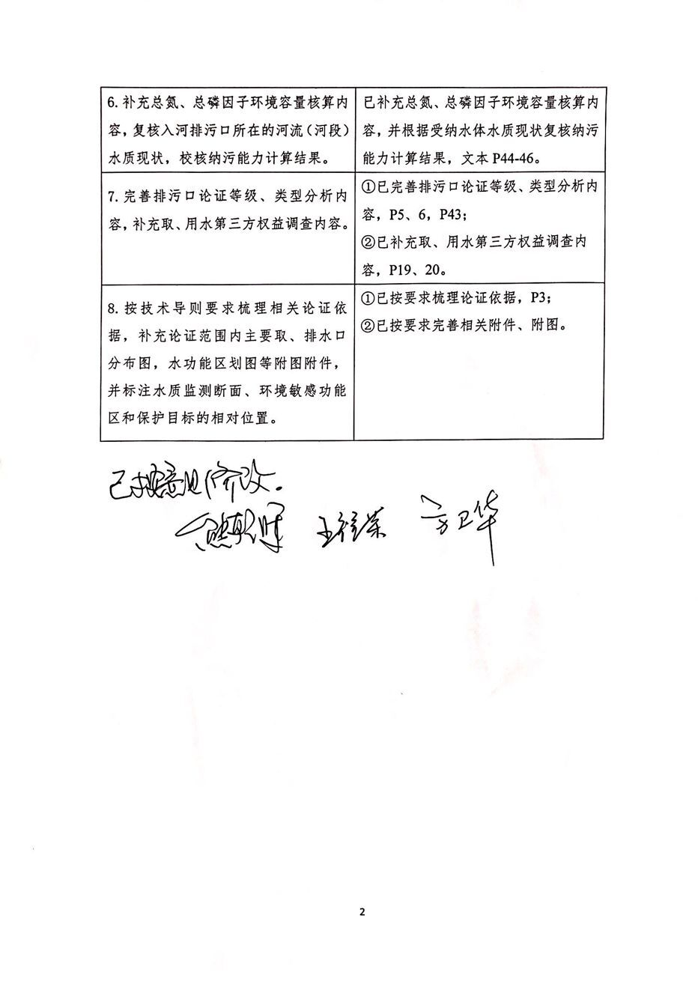 6. 补充总氮、总磷因子环境容量核算内
容，复核入河排污口所在的河流（河段）
水质现状，校核纳污能力计算结果。
已补充总氮、总磷因子环境容量核算内
容，并根据受纳水体水质现状复核纳污
能力计算结果，文本 P44-46。
7. 完善排污口论证等级、类型分析内
容，补充取、用水第三方权益调查内容。
①已完善排污口论证等级、类型分析内
容，P5、6，P43；
②已补充取、用水第三方权益调查内
容，P19、20。
8. 按技术导则要求梳理相关论证依
据，补充论证范围内主要取、排水口
分布图，水功能区划图等附图附件，
并标注水质监测断面、环境敏感功能
区和保护目标的相对位置。
①已按要求梳理论证依据，P3；
②已按要求完善相关附件、附图。
已按意见修改。
方卫华
2